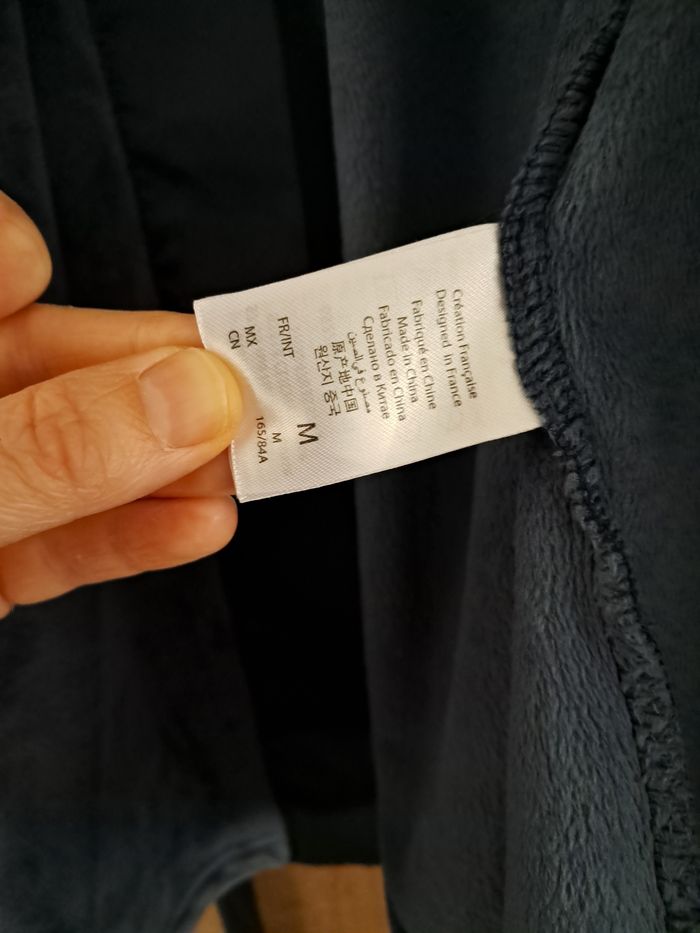 Création Française
Designed in France
Fabriqué en Chine
Made in China
Fabricado en China
Сделано в Китае
مصنوع في الصين
原产地中国
원산지 중국
FR/INT M
MX M
CN 165/84A